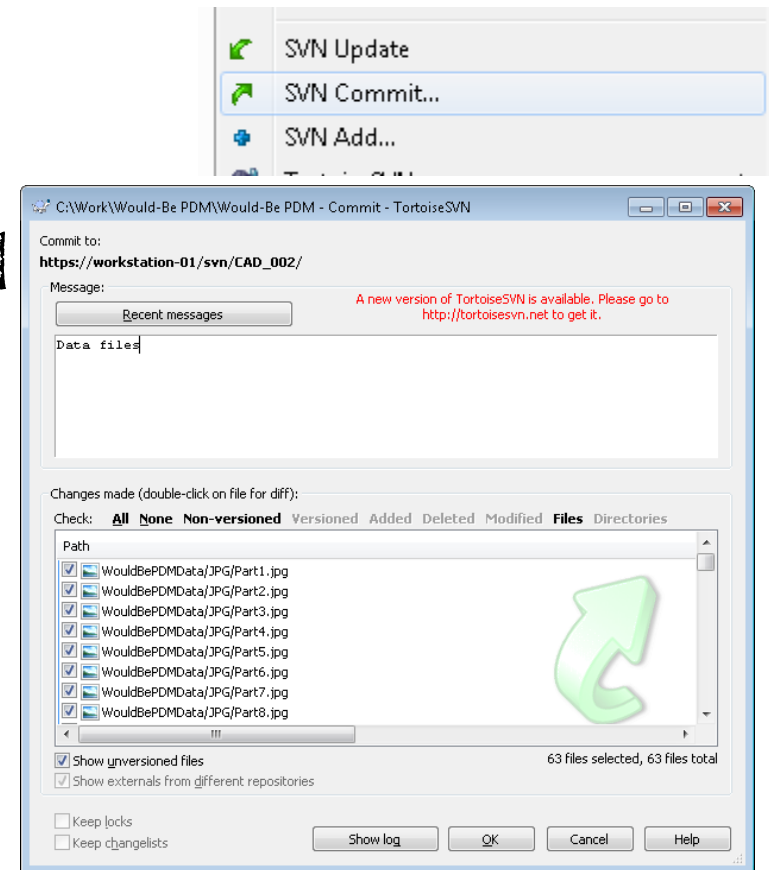 SVN Update
SVN Commit...
SVN Add...
C:\Work\Would-Be PDM\Would-Be PDM - Commit - TortoiseSVN
Commit to:
https://workstation-01/svn/CAD_002/
Message:
Recent messages
A new version of TortoiseSVN is available. Please go to
http://tortoisesvn.net to get it.
Data files
Changes made (double-click on file for diff):
Check: All None Non-versioned Versioned Added Deleted Modified Files Directories
Path
WouldBePDMData/JPG/Part1.jpg
WouldBePDMData/JPG/Part2.jpg
WouldBePDMData/JPG/Part3.jpg
WouldBePDMData/JPG/Part4.jpg
WouldBePDMData/JPG/Part5.jpg
WouldBePDMData/JPG/Part6.jpg
WouldBePDMData/JPG/Part7.jpg
WouldBePDMData/JPG/Part8.jpg
Show unversioned files
63 files selected, 63 files total
Show externals from different repositories
Keep locks
Keep changelists
Show log
OK
Cancel
Help